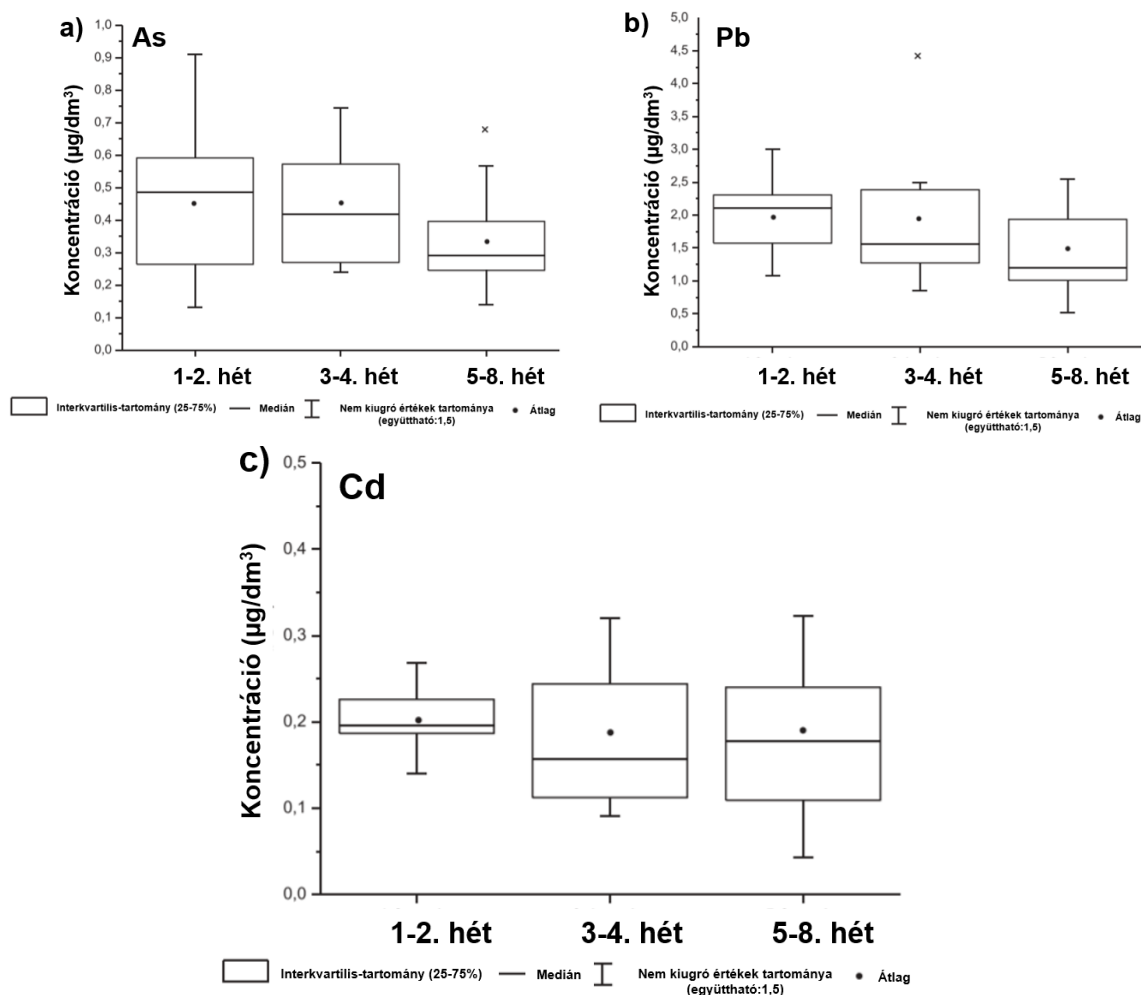 a) As
Koncentráció (µg/dm³)
1,0
0,9
0,8
0,7
0,6
0,5
0,4
0,3
0,2
0,1
0,0
1-2. hét 3-4. hét 5-8. hét
Interkvartilis-tartomány (25-75%) Medián Nem kiugró értékek tartománya Átlag
(együttható:1,5)
b) Pb
Koncentráció (µg/dm³)
5,0
4,5
5,0
3,5
3,0
2,5
2,0
1,5
1,0
5,0
0,0
1-2. hét 3-4. hét 5-8. hét
Interkvartilis-tartomány (25-75%) Medián Nem kiugró értékek tartománya Átlag
(együttható:1,5)
c) Cd
Koncentráció (µg/dm³)
0,5
0,4
0,3
0,2
0,1
0,0
1-2. hét 3-4. hét 5-8. hét
Interkvartilis-tartomány (25-75%) Medián Nem kiugró értékek tartománya Átlag
(együttható:1,5)